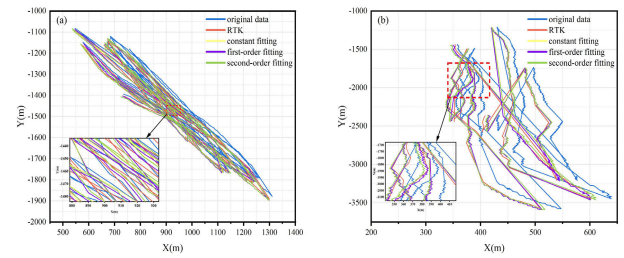 (a)
original data
RTK
constant fitting
first-order fitting
second-order fitting
-1000
-1100
-1200
-1300
-1400
-1500
-1600
-1700
-1800
-1900
-2000
Y(m)
400 500 600 700 800 900 1000 1100 1200 1300 1400
X(m)
(b)
original data
RTK
constant fitting
first-order fitting
second-order fitting
-1000
-1500
-2000
-2500
-3000
-3500
Y(m)
200 300 400 500 600 700
X(m)